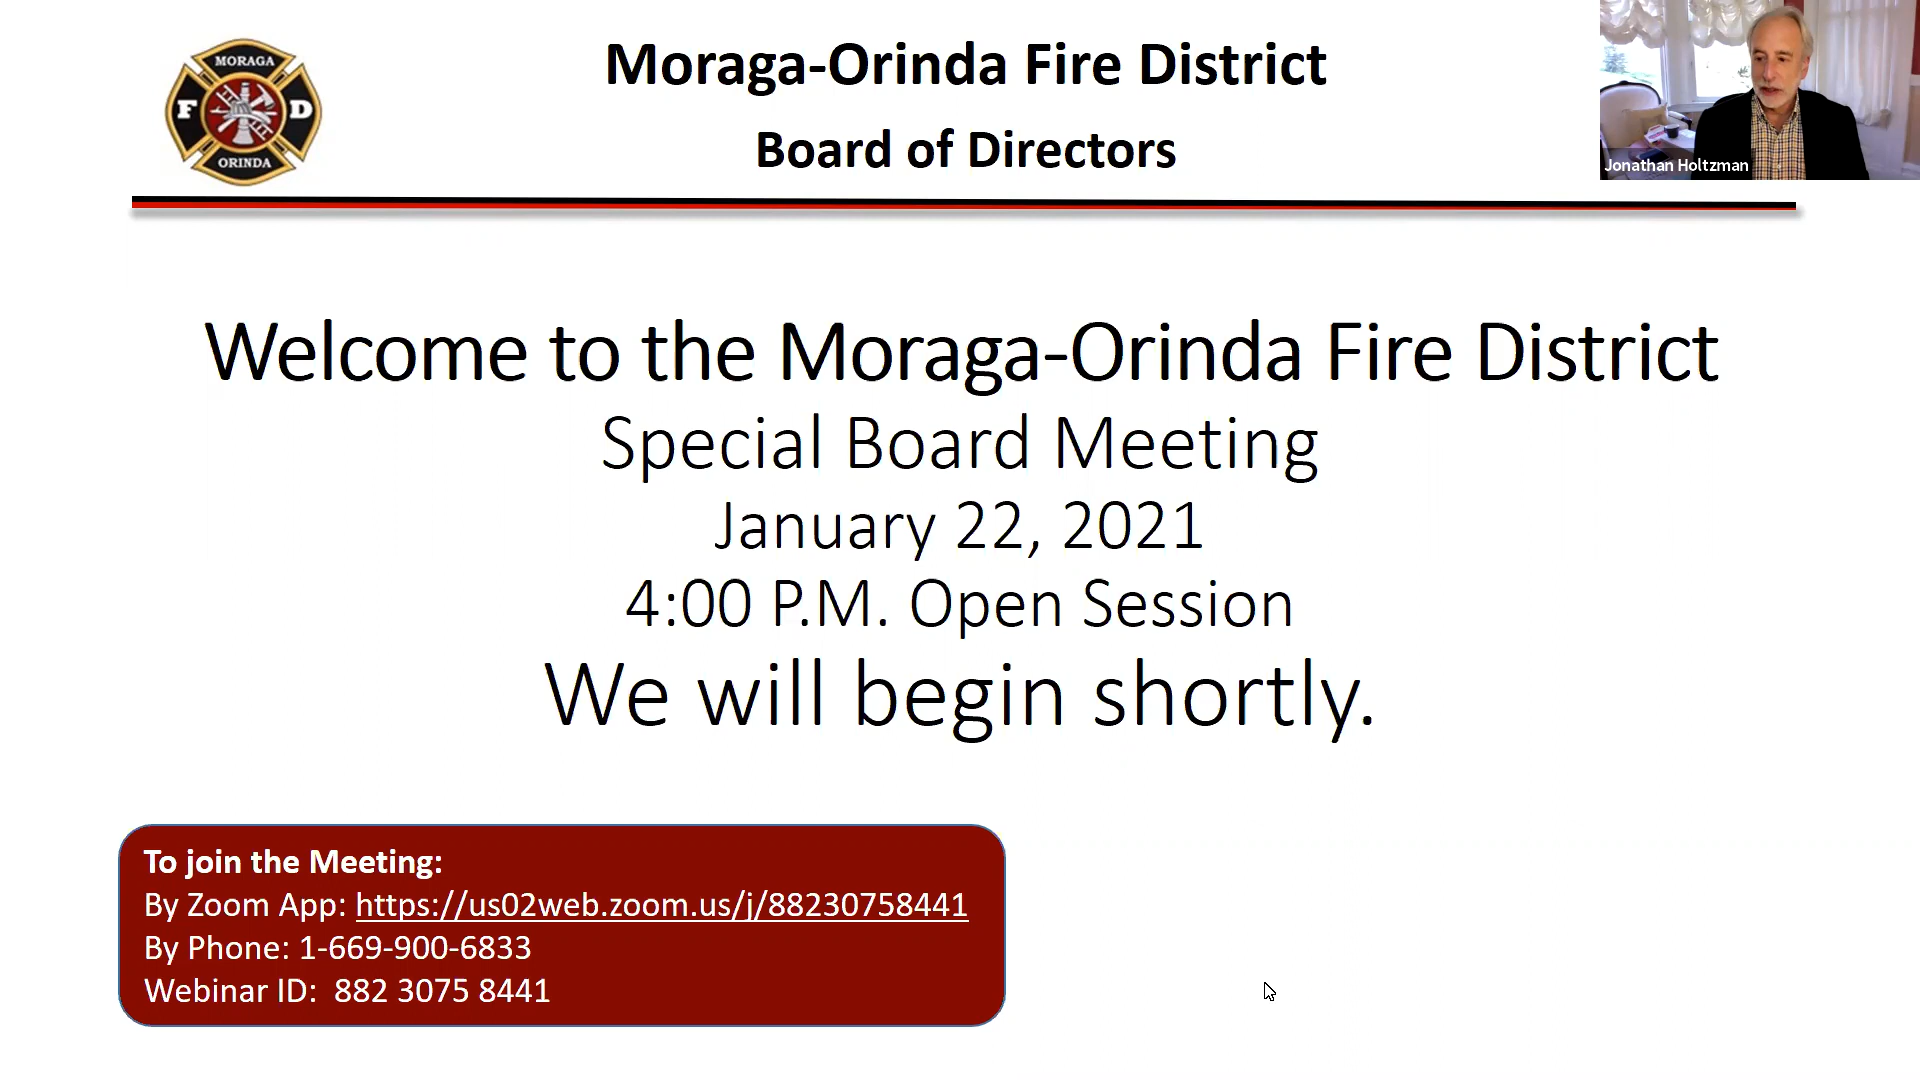 MORAGA
F D
ORINDA
Moraga-Orinda Fire District
Board of Directors
Jonathan Holtzman
Welcome to the Moraga-Orinda Fire District
Special Board Meeting
January 22, 2021
4:00 P.M. Open Session
We will begin shortly.
To join the Meeting:
By Zoom App: https://us02web.zoom.us/j/88230758441
By Phone: 1-669-900-6833
Webinar ID: 882 3075 8441